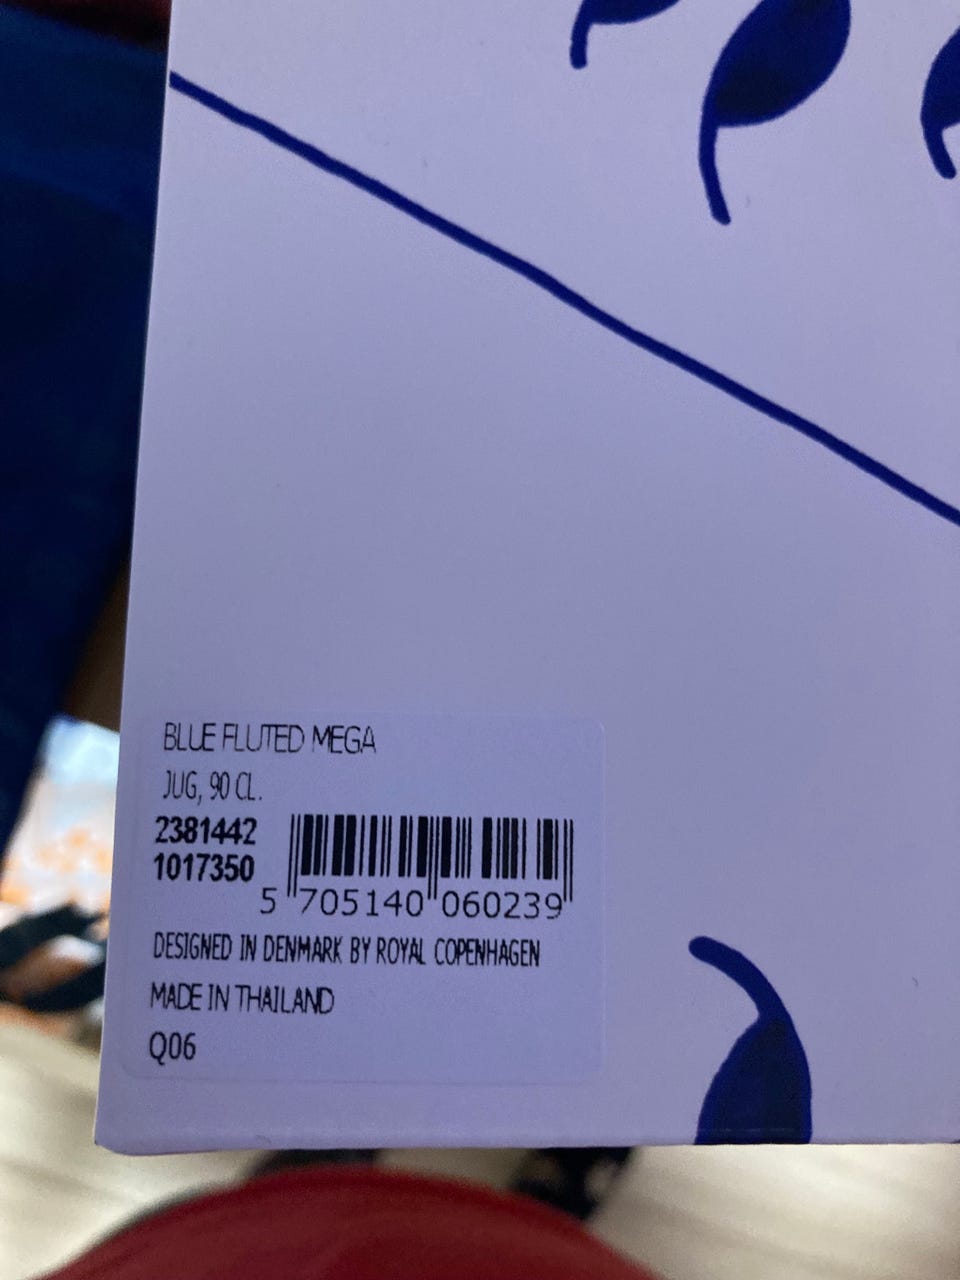 BLUE FLUTED MEGA
JUG, 90 CL.
2381442
1017350
5 705140 060239
DESIGNED IN DENMARK BY ROYAL COPENHAGEN
MADE IN THAILAND
Q06